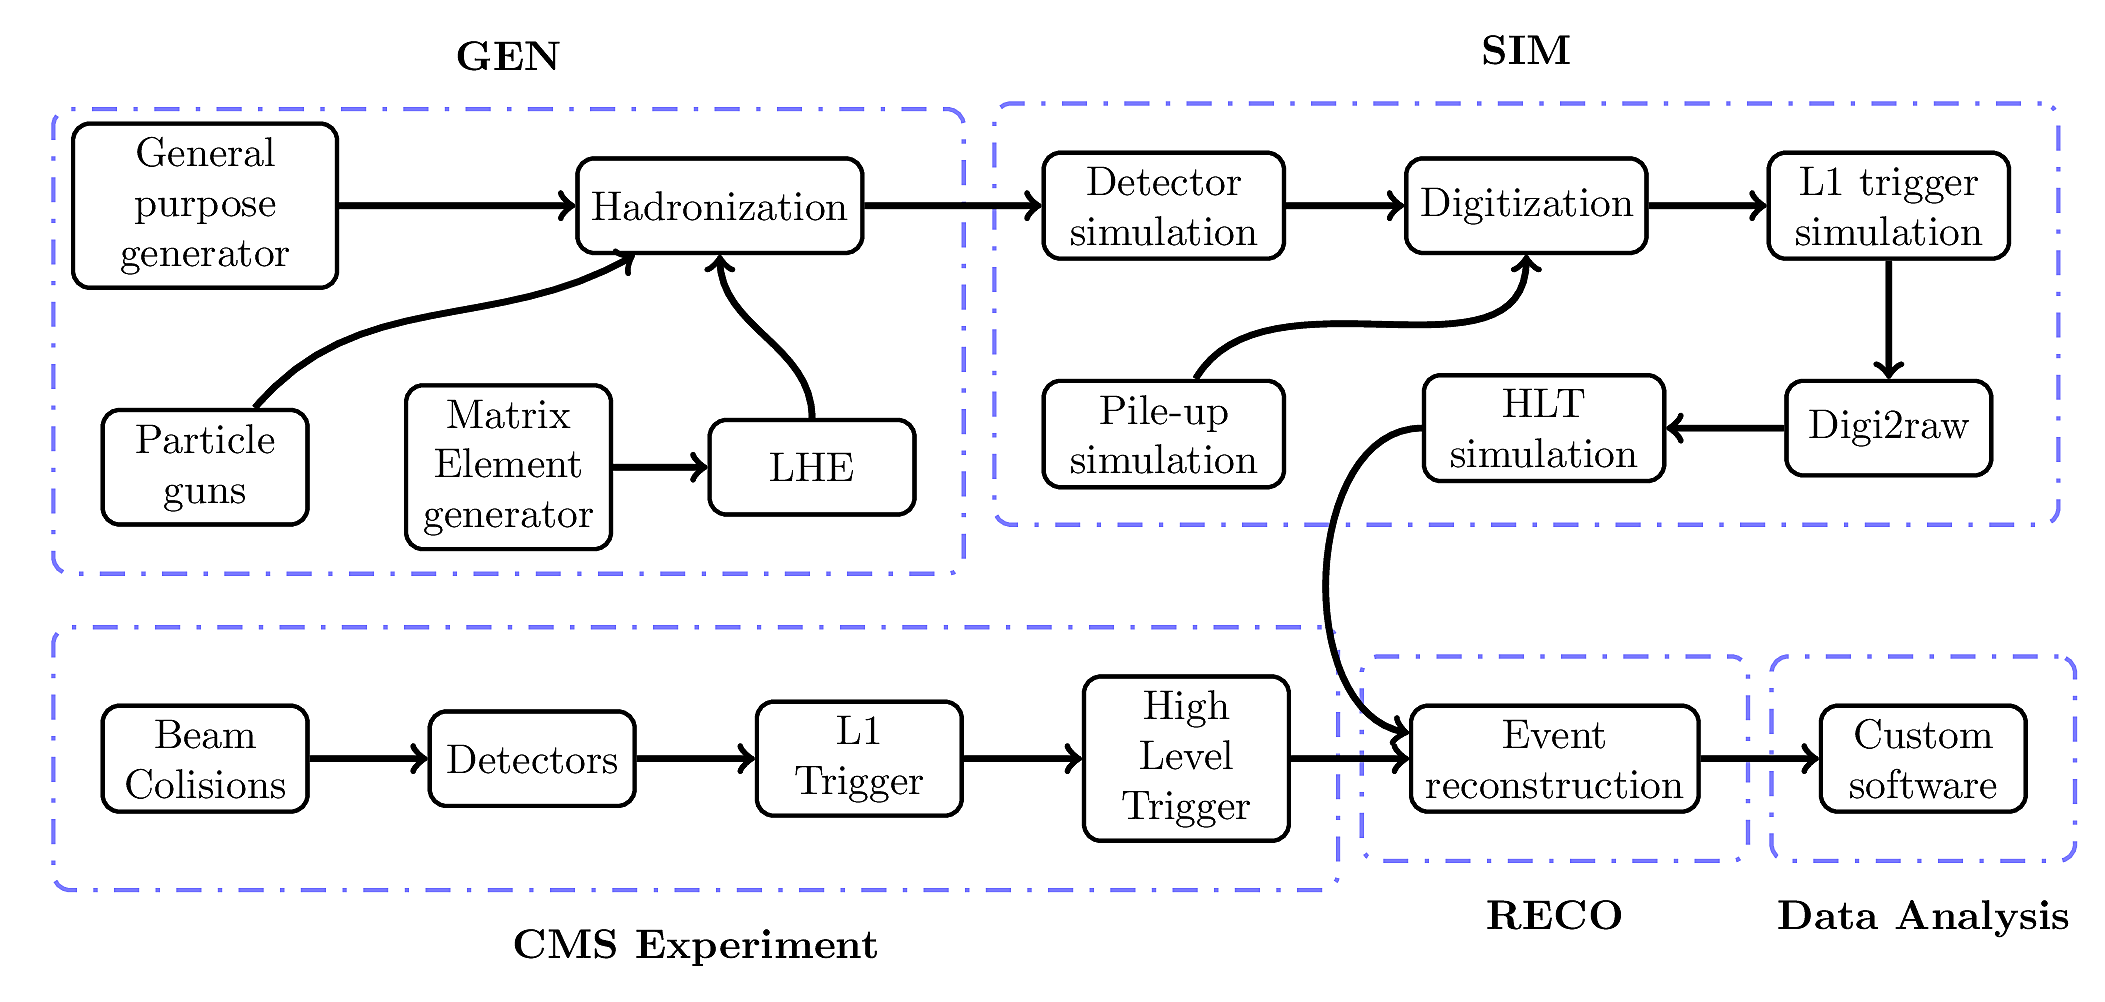 GEN
SIM
General
purpose
generator
Hadronization
Detector
simulation
Digitization
L1 trigger
simulation
Particle
guns
Matrix
Element
generator
LHE
Pile-up
simulation
HLT
simulation
Digi2raw
Beam
Colisions
Detectors
L1
Trigger
High
Level
Trigger
Event
reconstruction
Custom
software
RECO
Data Analysis
CMS Experiment